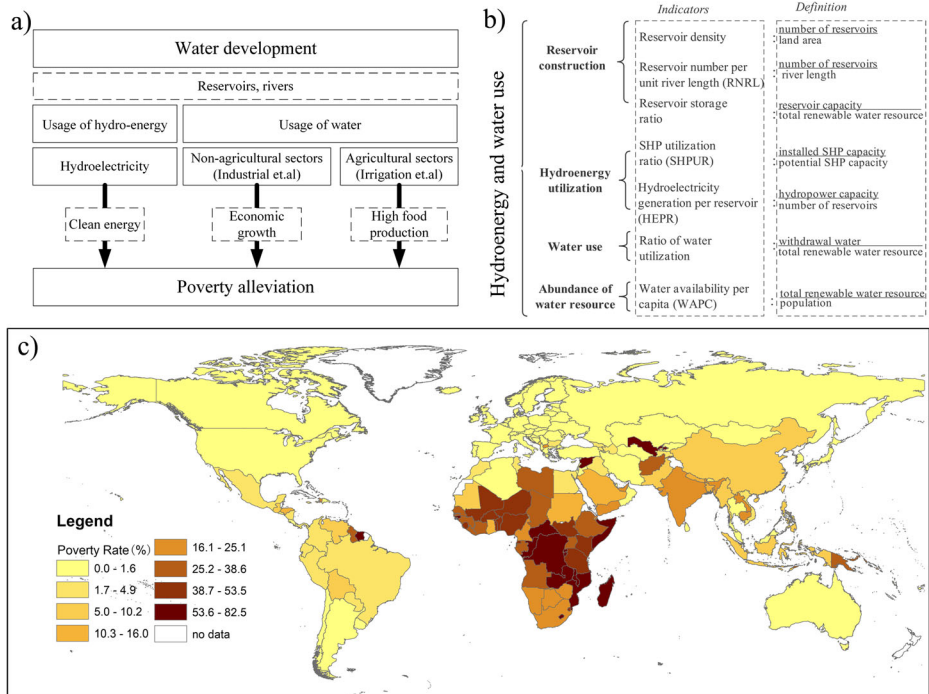 a)
Water development
Reservoirs, rivers
Usage of hydro-energy
Usage of water
Hydroelectricity
Non-agricultural sectors
(Industrial et.al)
Agricultural sectors
(Irrigation et.al)
Clean energy
Economic
growth
High food
production
Poverty alleviation
b)
Indicators
Definition
Hydroenergy and water use
Reservoir
construction
Reservoir density
: number of reservoirs
land area
Reservoir number per
unit river length (RNRL)
: number of reservoirs
river length
Reservoir storage
ratio
: reservoir capacity
total renewable water resource
Hydroenergy
utilization
SHP utilization
ratio (SHPUR)
: installed SHP capacity
potential SHP capacity
Hydroelectricity
generation per reservoir
(HEPR)
: hydropower capacity
number of reservoirs
Water use
Ratio of water
utilization
: withdrawal water
total renewable water resource
Abundance of
water resource
Water availability per
capita (WAPC)
: total renewable water resource
population
c)
Legend
Poverty Rate (%)
0.0 - 1.6
1.7 - 4.9
5.0 - 10.2
10.3 - 16.0
16.1 - 25.1
25.2 - 38.6
38.7 - 53.5
53.6 - 82.5
no data